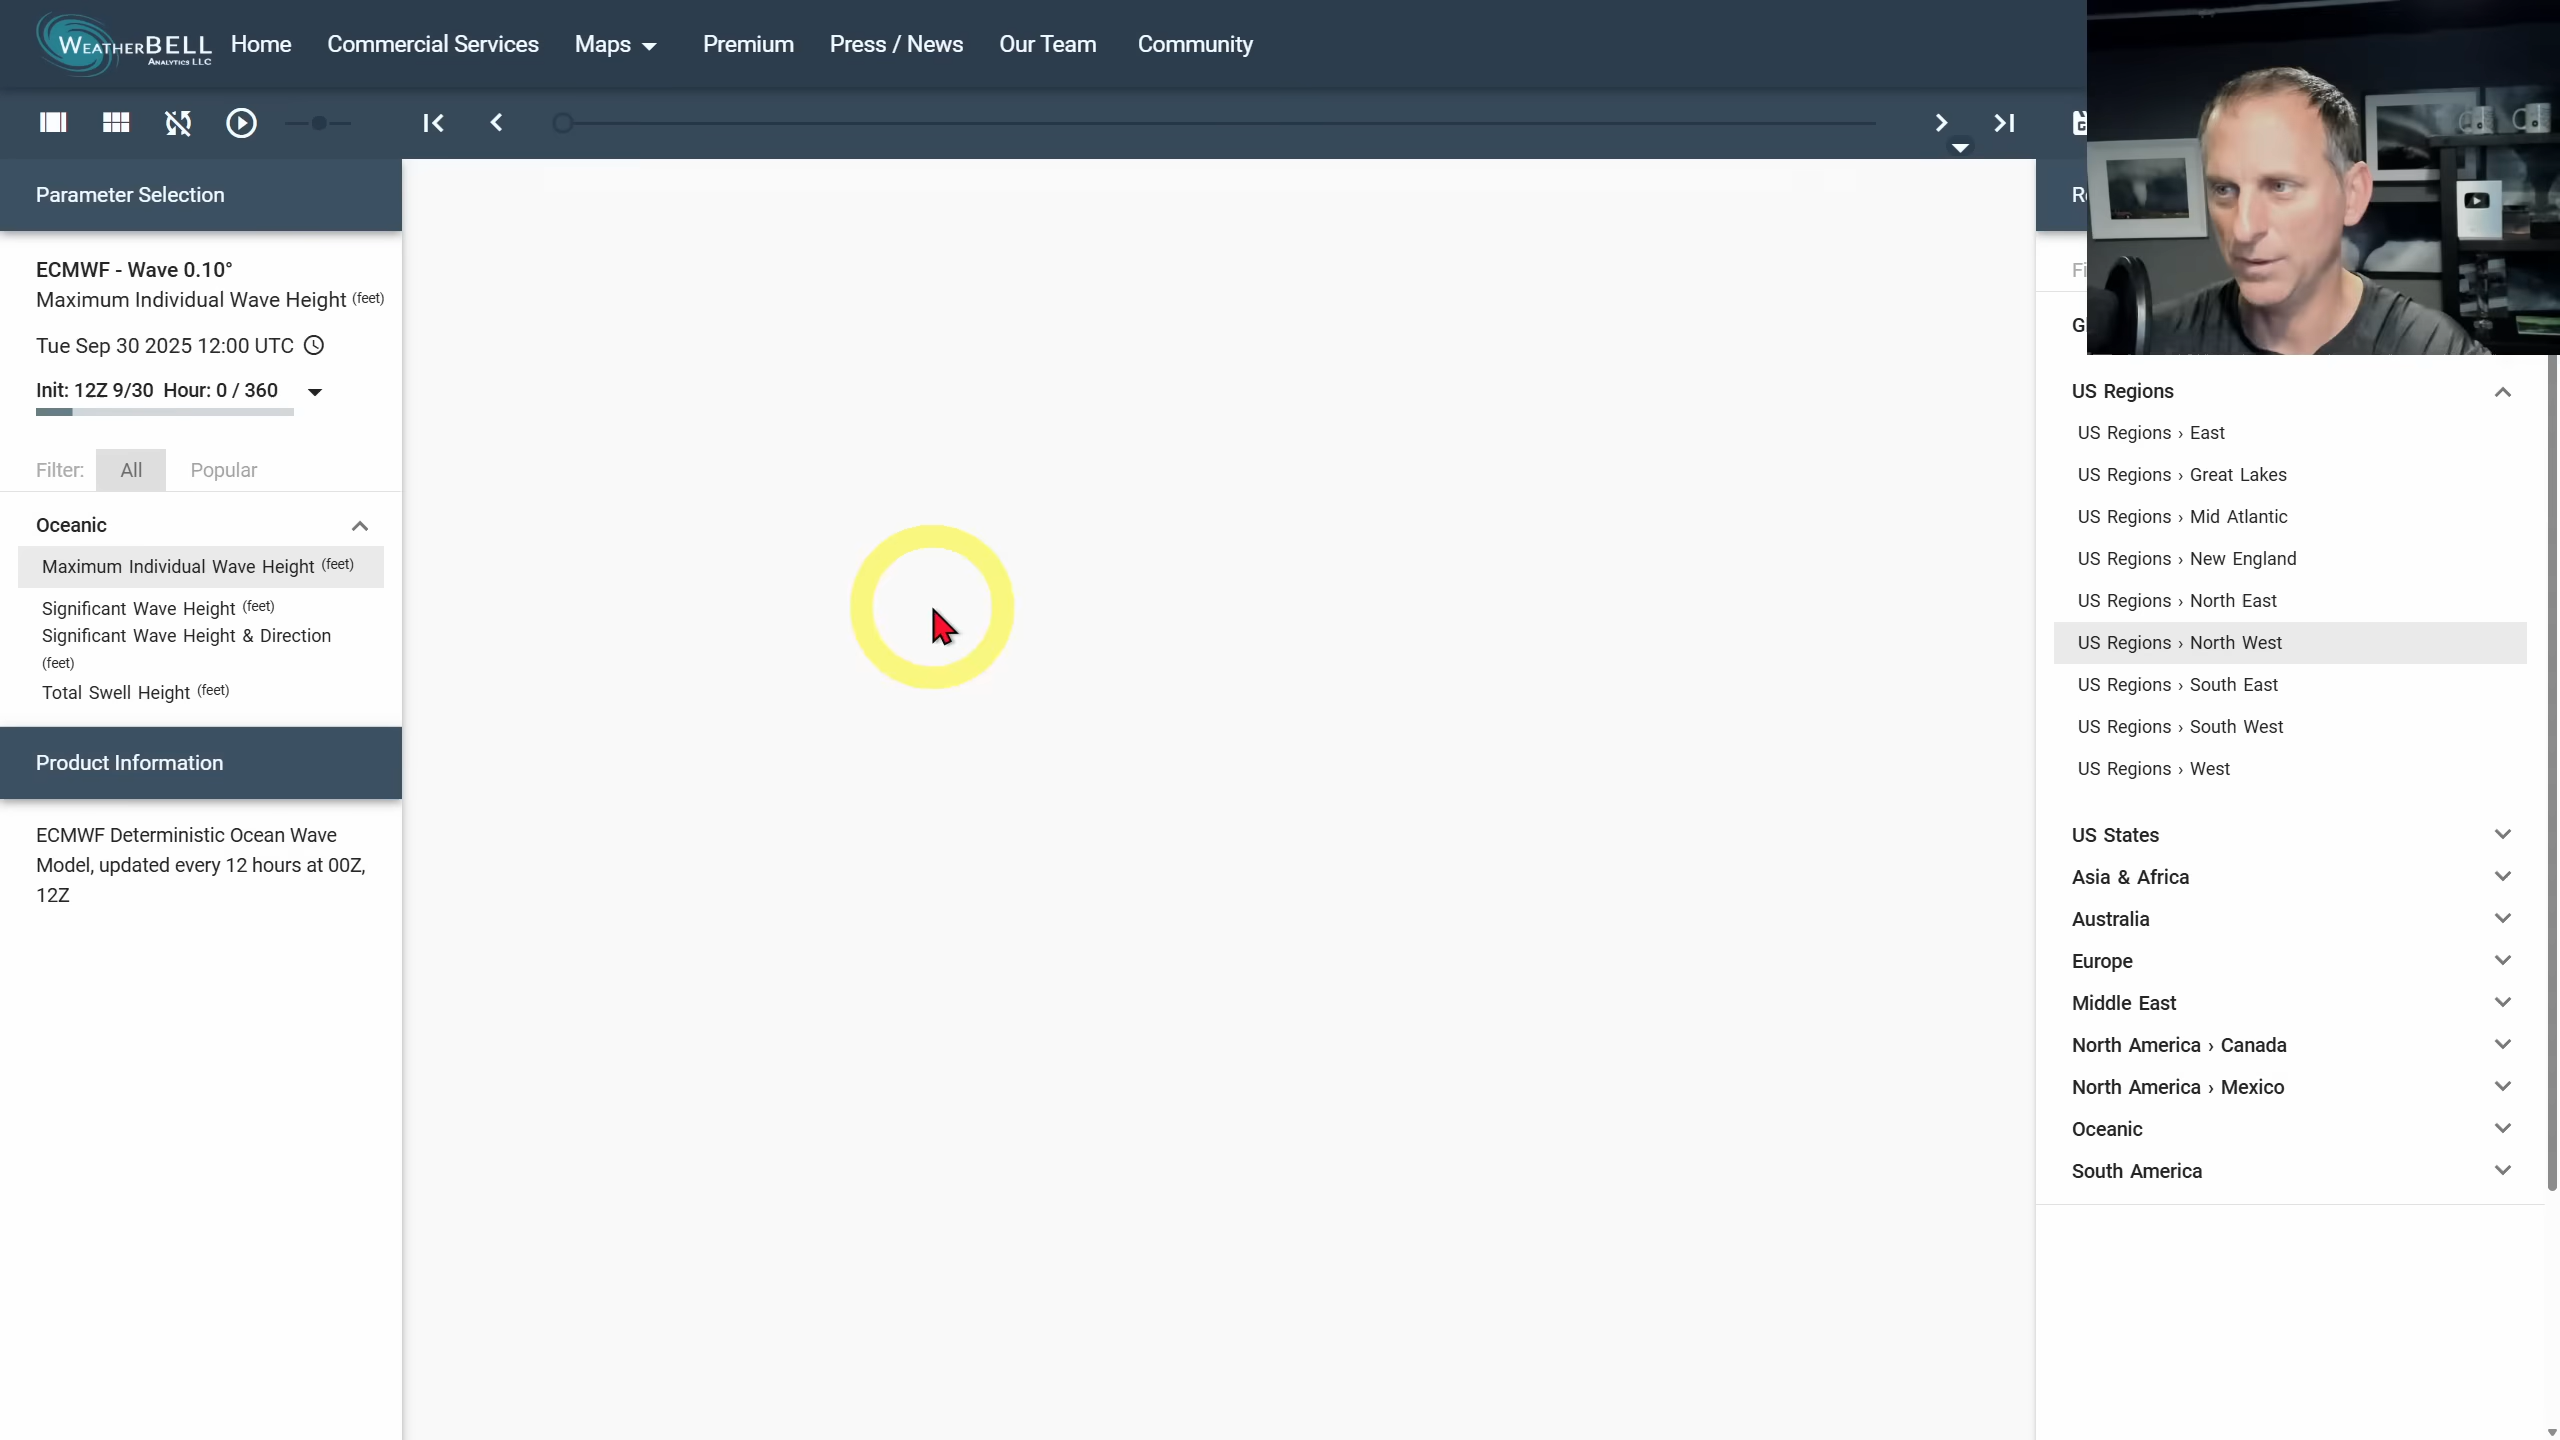 WEATHERBELL
ANALYTICS LLC
Home
Commercial Services
Maps
Premium
Press / News
Our Team
Community
Parameter Selection
ECMWF - Wave 0.10°
Maximum Individual Wave Height (feet)
Tue Sep 30 2025 12:00 UTC
Init: 12Z 9/30 Hour: 0 / 360
Filter: All Popular
Oceanic
Maximum Individual Wave Height (feet)
Significant Wave Height (feet)
Significant Wave Height & Direction
(feet)
Total Swell Height (feet)
Product Information
ECMWF Deterministic Ocean Wave
Model, updated every 12 hours at 00Z,
12Z
US Regions
US Regions › East
US Regions › Great Lakes
US Regions › Mid Atlantic
US Regions › New England
US Regions › North East
US Regions › North West
US Regions › South East
US Regions › South West
US Regions › West
US States
Asia & Africa
Australia
Europe
Middle East
North America › Canada
North America › Mexico
Oceanic
South America